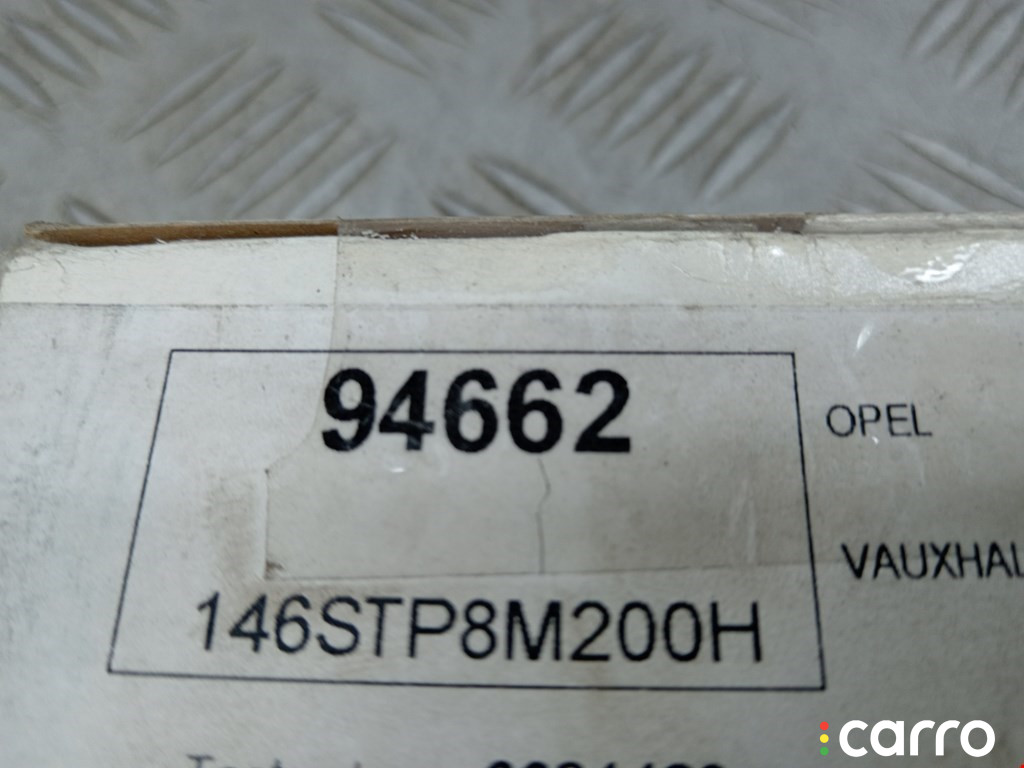 94662
OPEL
VAUXHAL
146STP8M200H
carro